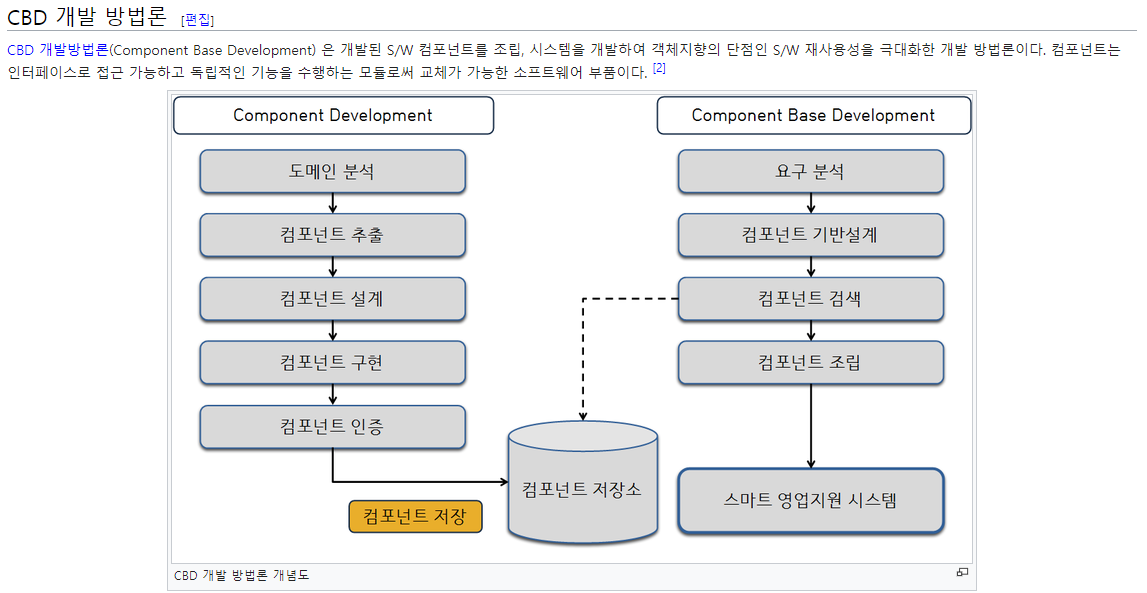 CBD 개발 방법론 [편집]
CBD 개발방법론(Component Base Development) 은 개발된 S/W 컴포넌트를 조립, 시스템을 개발하여 객체지향의 단점인 S/W 재사용성을 극대화한 개발 방법론이다. 컴포넌트는
인터페이스로 접근 가능하고 독립적인 기능을 수행하는 모듈로써 교체가 가능한 소프트웨어 부품이다. [2]
Component Development
도메인 분석
컴포넌트 추출
컴포넌트 설계
컴포넌트 구현
컴포넌트 인증
컴포넌트 저장
컴포넌트 저장소
Component Base Development
요구 분석
컴포넌트 기반설계
컴포넌트 검색
컴포넌트 조립
스마트 영업지원 시스템
CBD 개발 방법론 개념도